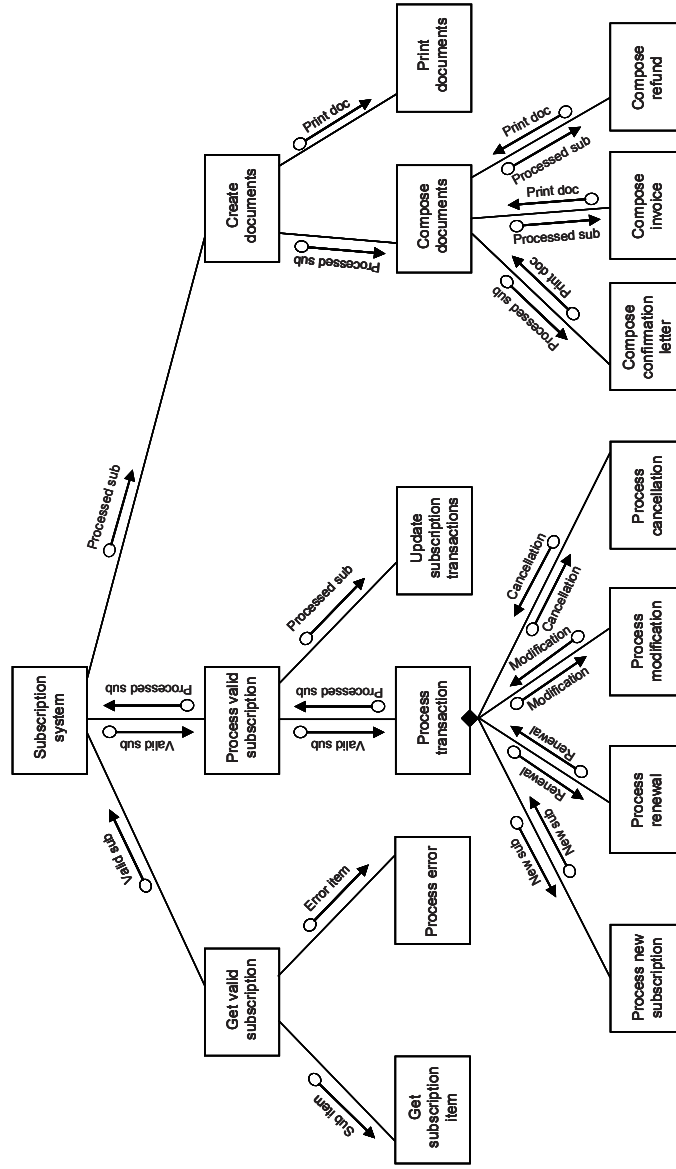 Subscription
system
Valid sub
Valid sub
Processed sub
Processed sub
Get valid
subscription
Process valid
subscription
Create
documents
Sub item
Error item
Valid sub
Processed sub
Processed sub
Processed sub
Print doc
Get
subscription
item
Process error
Process
transaction
Update
subscription
transactions
Compose
documents
Print
documents
New sub
New sub
Renewal
Renewal
Modification
Modification
Cancellation
Cancellation
Processed sub
Print doc
Processed sub
Print doc
Processed sub
Print doc
Process new
subscription
Process
renewal
Process
modification
Process
cancellation
Compose
confirmation
letter
Compose
invoice
Compose
refund